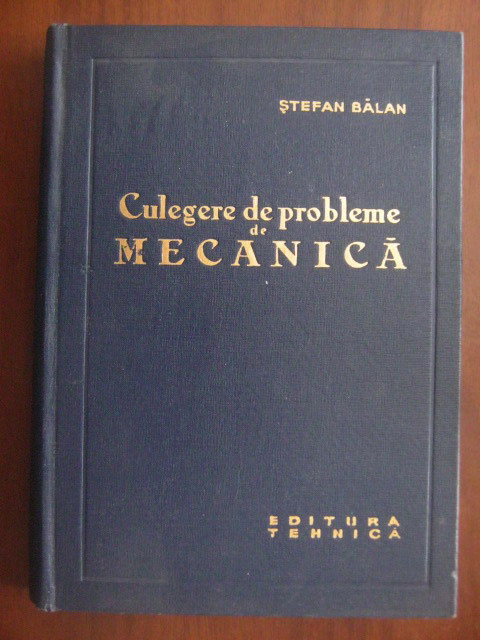 ŞTEFAN BĂLAN
Culegere de probleme
de
MECANICĂ
EDITURA
TEHNICĂ